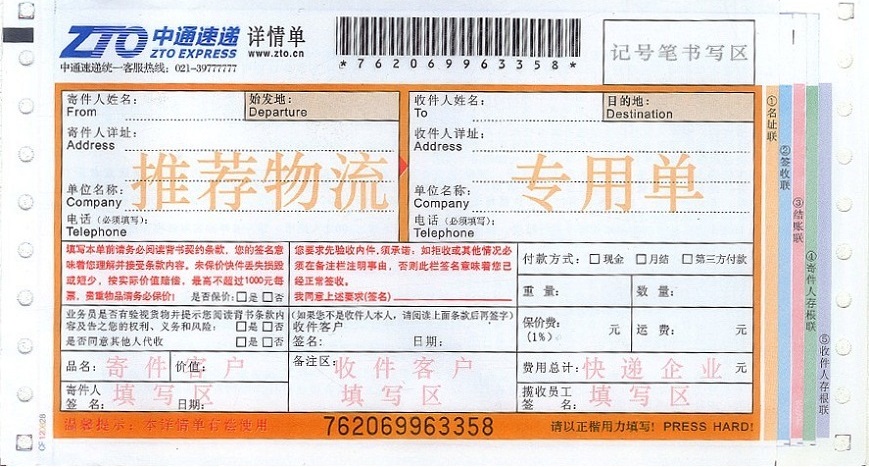 ZTO 中通速递 详情单
ZTO EXPRESS www.zto.cn
中通速递统一客服热线：021-39777777
*762069963358*
记号笔书写区
寄件人姓名：
From
始发地：
Departure
收件人姓名：
To
目的地：
Destination
寄件人详址：
Address
收件人详址：
Address
推荐物流 专用单
单位名称：
Company
单位名称：
Company
电话（必须填写）：
Telephone
电话（必须填写）：
Telephone
填写本单前请务必阅读背书契约条款，您的签名意
味着您理解并接受条款内容。未保价快件丢失损毁
或短少，按实际价值赔偿，最高不超过1000元每
票，贵重物品请务必保价！ 是否保价：□是 □否
您要求先验收内件，须承诺：如拒收或其他情况必
须在备注栏注明事由，否则此栏签名意味着您已
经正常签收。
我同意上述要求(签名)
付款方式：□现金 □月结 □第三方付款
重 量： 数 量：
业务员是否有验视货物并提示您阅读背书条款内
容及告之您的权利、义务和风险：□是 □否
是否同意其他人代收 □是 □否
(如果您不是收件人本人，请阅读上面条款后再签字)
收件客户
签名： 日期：
保价费：
(1%) 元
运 费： 元
品名： 价值：
寄件客户
填写区
寄件人
签 名： 日期：
备注区：
收件客户
填写区
费用总计： 元
快递企业
填写区
揽收员工
签 名： 日期：
温馨提示：本详情单有偿使用
762069963358
请以正楷用力填写! PRESS HARD!
①名址联
②签收联
③结账联
④寄件人存根联
⑤收件人存根联